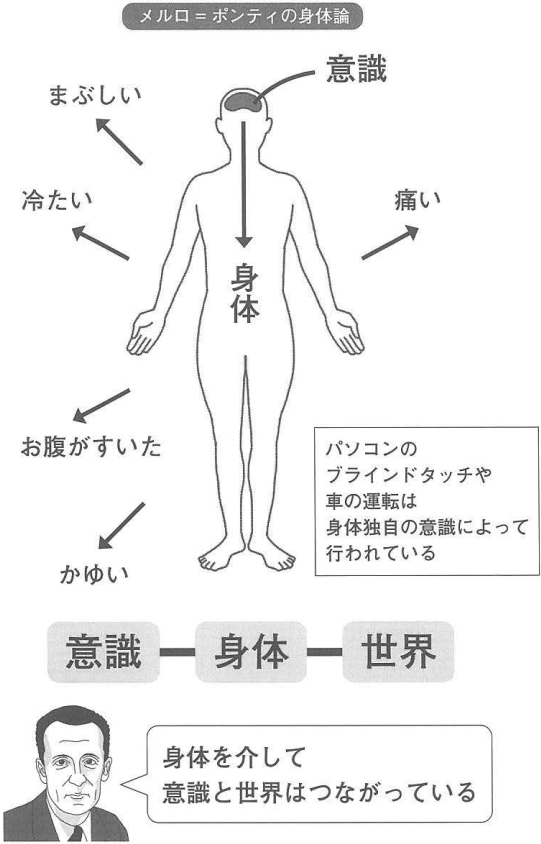 メルロ＝ポンティの身体論
意識
まぶしい
冷たい
痛い
身体
お腹がすいた
かゆい
パソコンの
ブラインドタッチや
車の運転は
身体独自の意識によって
行われている
意識 身体 世界
身体を介して
意識と世界はつながっている